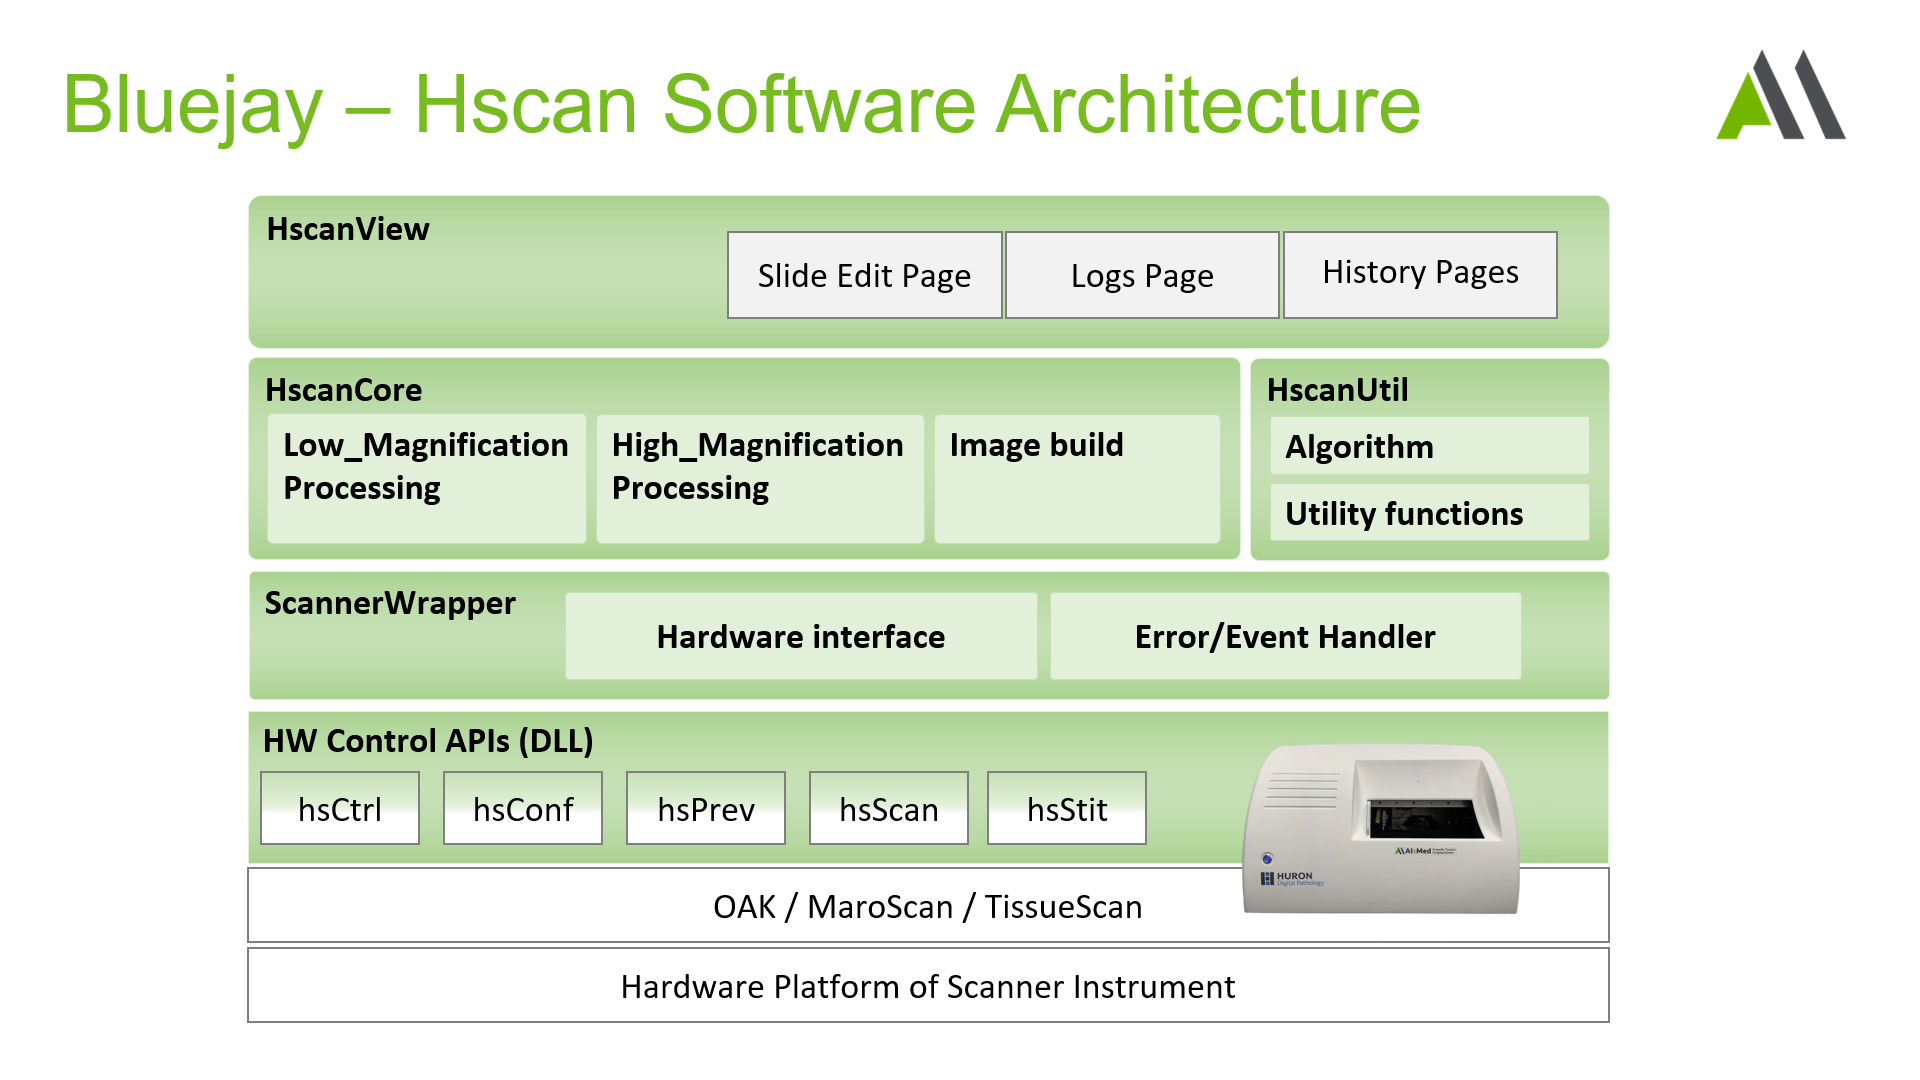 Bluejay – Hscan Software Architecture
HscanView
Slide Edit Page
Logs Page
History Pages
HscanCore
Low_Magnification
Processing
High_Magnification
Processing
Image build
HscanUtil
Algorithm
Utility functions
ScannerWrapper
Hardware interface
Error/Event Handler
HW Control APIs (DLL)
hsCtrl
hsConf
hsPrev
hsScan
hsStit
HURON
Digital Pathology
OAK / MaroScan / TissueScan
Hardware Platform of Scanner Instrument